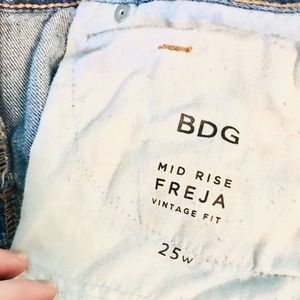 BDG
MID RISE
FREJA
VINTAGE FIT
25W